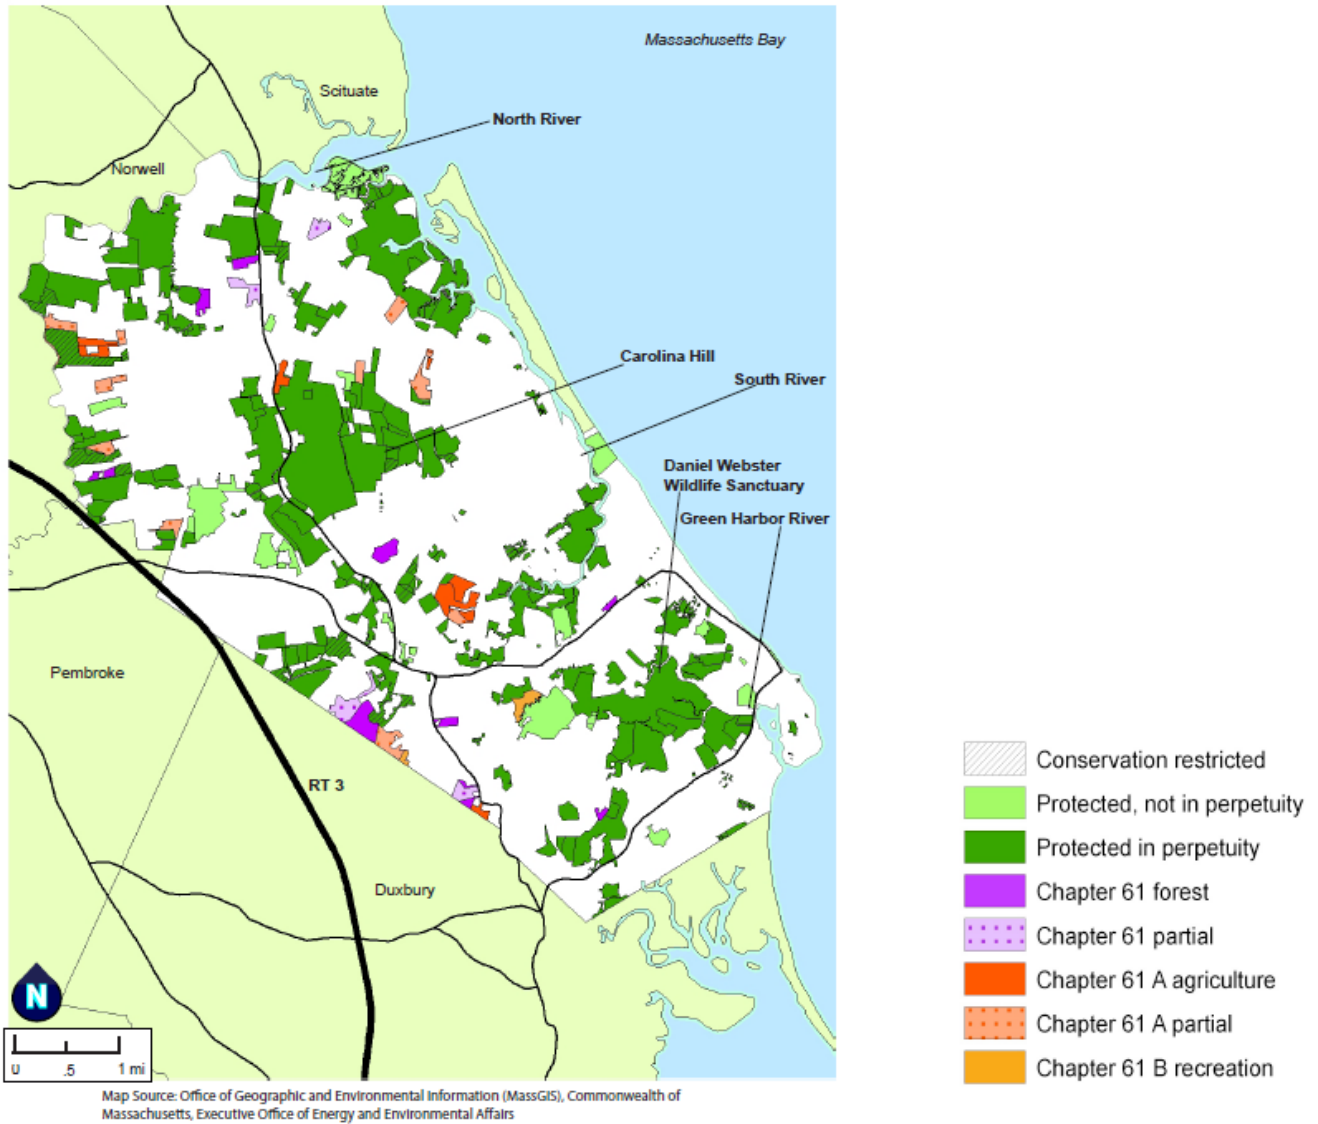 Massachusetts Bay
Scituate
North River
Norwell
Carolina Hill
South River
Daniel Webster
Wildlife Sanctuary
Green Harbor River
Pembroke
RT 3
Duxbury
N
0 .5 1 mi
Conservation restricted
Protected, not in perpetuity
Protected in perpetuity
Chapter 61 forest
Chapter 61 partial
Chapter 61 A agriculture
Chapter 61 A partial
Chapter 61 B recreation
Map Source: Office of Geographic and Environmental Information (MassGIS), Commonwealth of
Massachusetts, Executive Office of Energy and Environmental Affairs